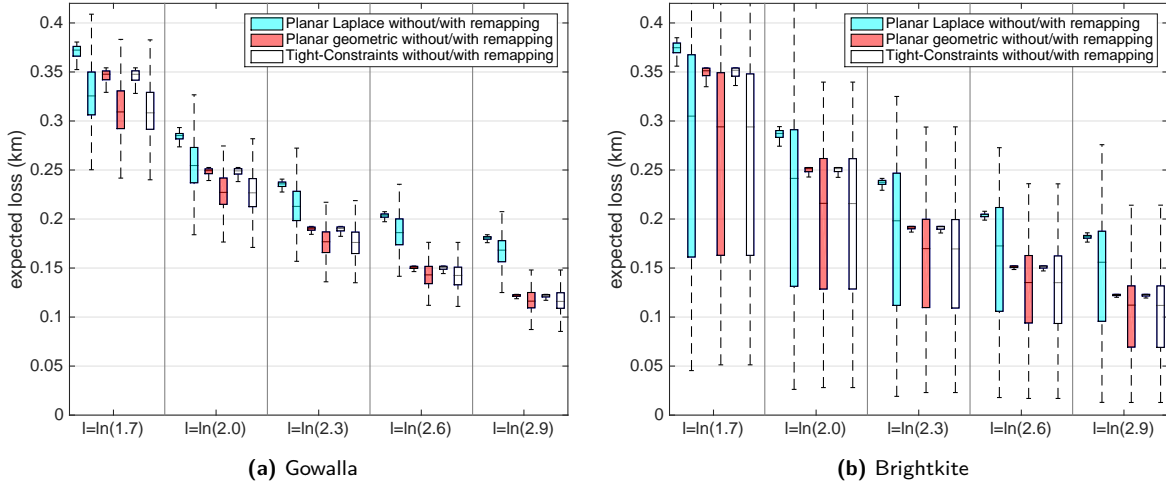 0.4
0.35
0.3
0.25
0.2
0.15
0.1
0.05
0
expected loss (km)
Planar Laplace without/with remapping
Planar geometric without/with remapping
Tight-Constraints without/with remapping
l=ln(1.7) l=ln(2.0) l=ln(2.3) l=ln(2.6) l=ln(2.9)
(a) Gowalla
0.4
0.35
0.3
0.25
0.2
0.15
0.1
0.05
0
expected loss (km)
Planar Laplace without/with remapping
Planar geometric without/with remapping
Tight-Constraints without/with remapping
l=ln(1.7) l=ln(2.0) l=ln(2.3) l=ln(2.6) l=ln(2.9)
(b) Brightkite